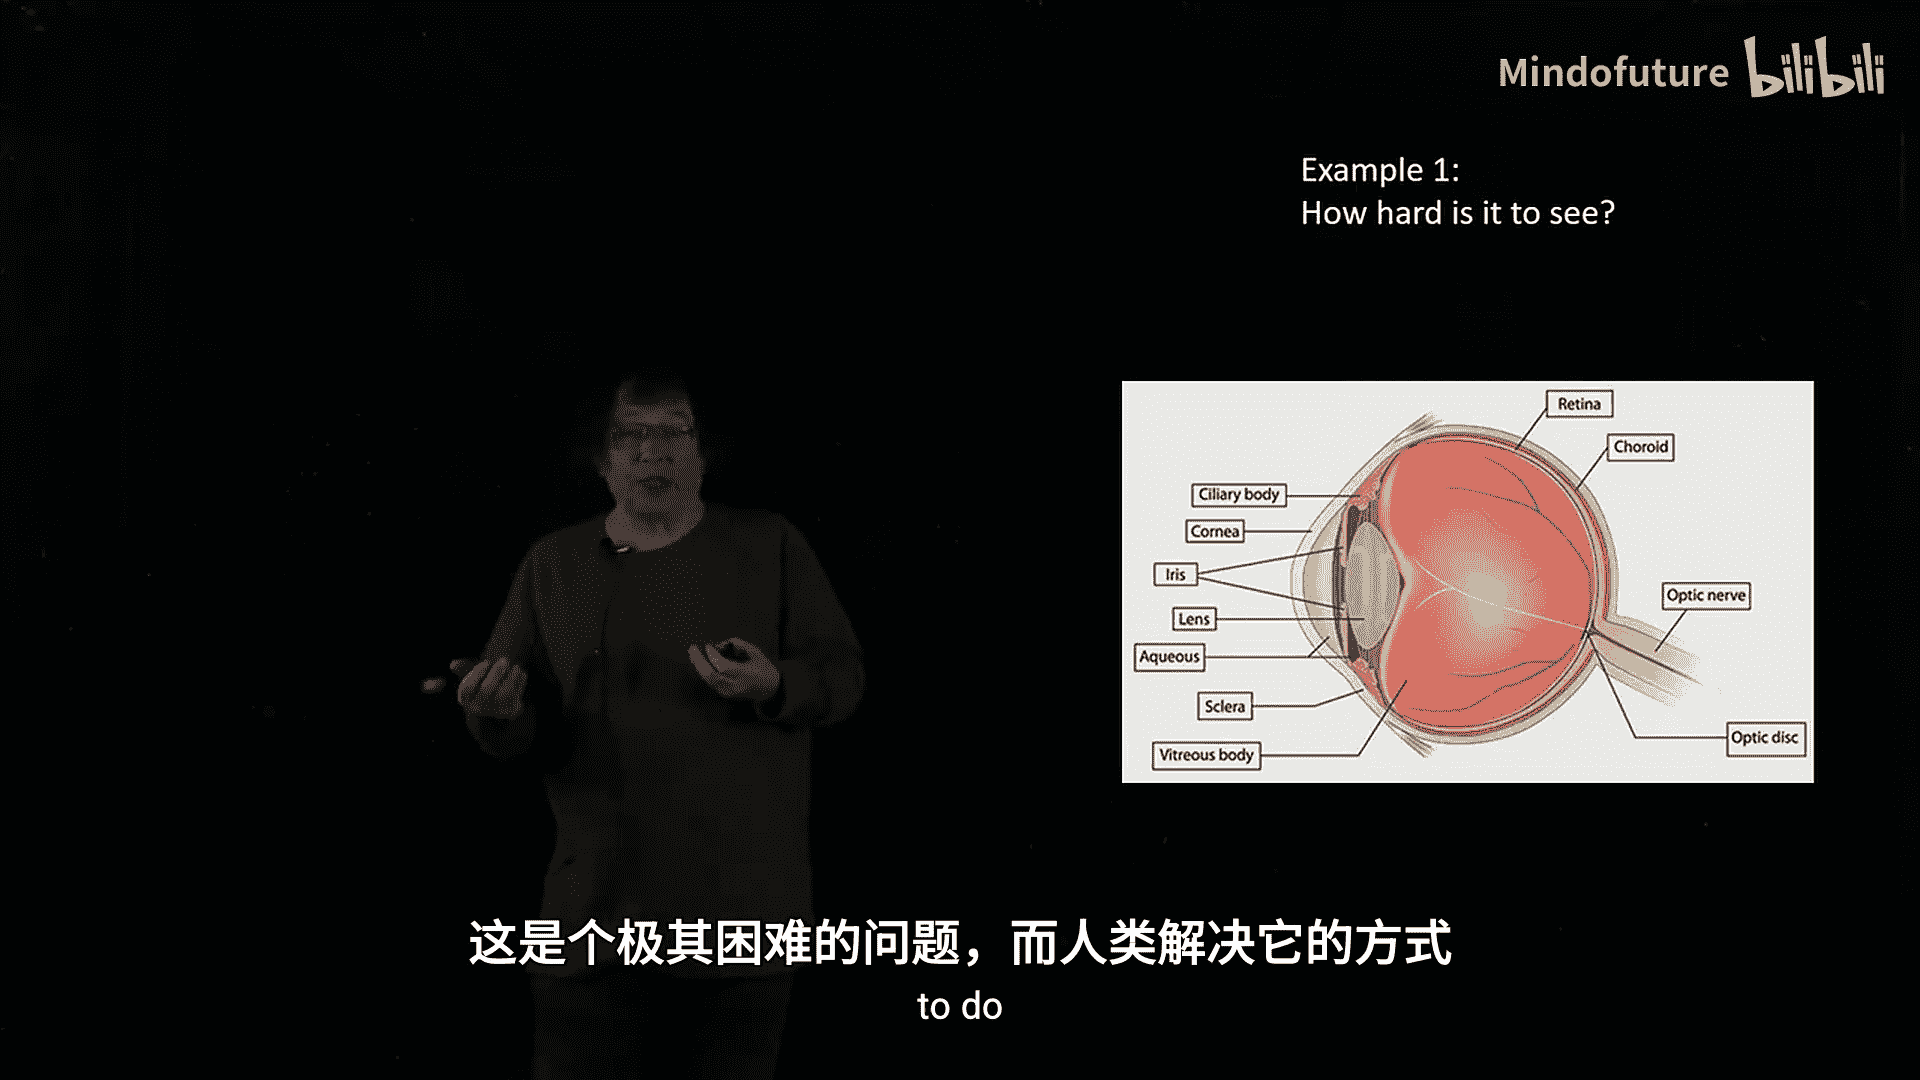 Mindofuture bilibili
Example 1:
How hard is it to see?
Retina
Choroid
Ciliary body
Cornea
Iris
Lens
Aqueous
Sclera
Vitreous body
Optic nerve
Optic disc
这是个极其困难的问题，而人类解决它的方式
to do